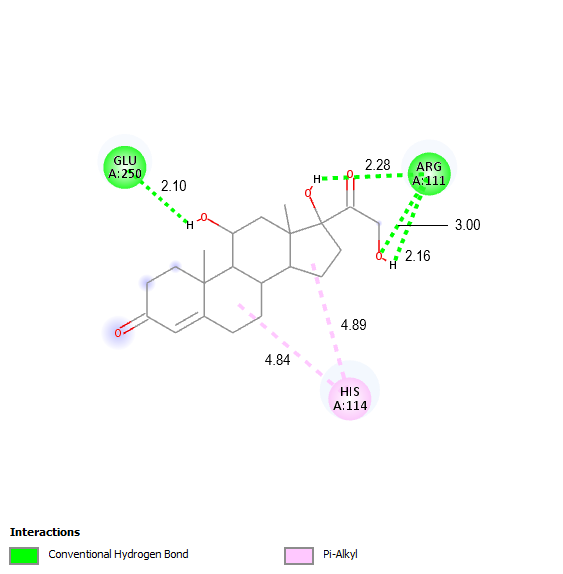 GLU
A:250
2.10
H
O
H
O
O
2.28
ARG
A:111
3.00
O
H
2.16
O
4.89
4.84
HIS
A:114
Interactions
Conventional Hydrogen Bond
Pi-Alkyl